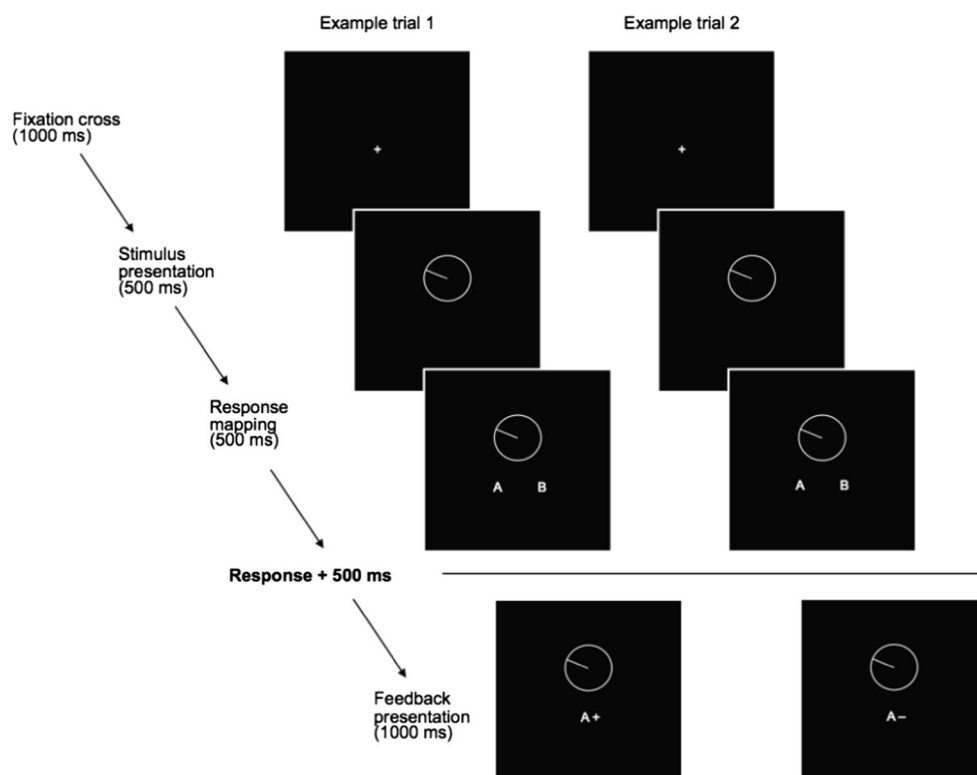 Example trial 1
Example trial 2
Fixation cross
(1000 ms)
+
+
Stimulus
presentation
(500 ms)
Response
mapping
(500 ms)
A B
A B
Response + 500 ms
Feedback
presentation
(1000 ms)
A+
A−